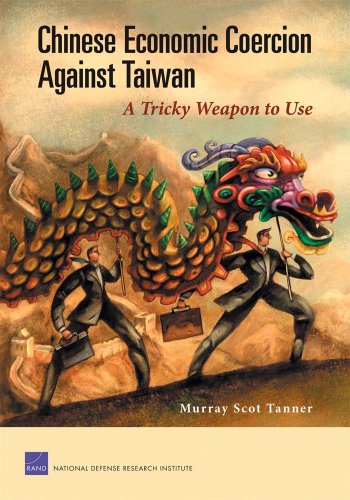 Chinese Economic Coercion
Against Taiwan
A Tricky Weapon to Use
Murray Scot Tanner
RAND
NATIONAL DEFENSE RESEARCH INSTITUTE